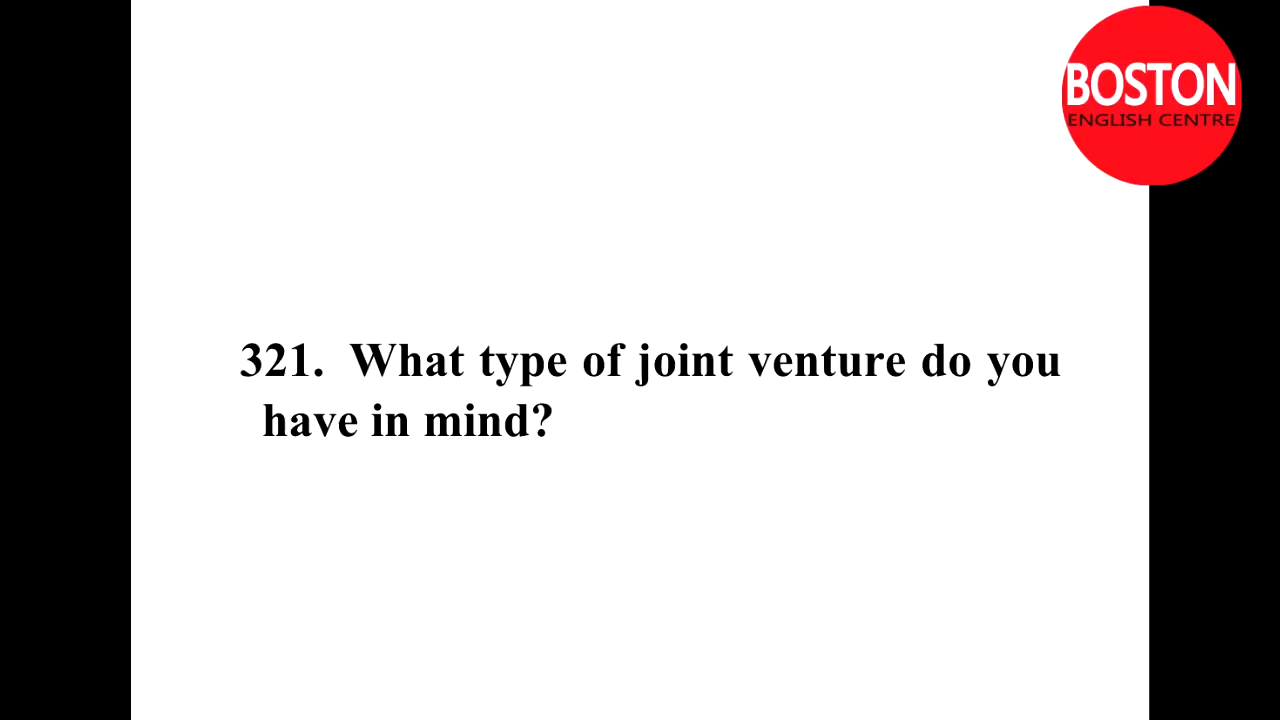 BOSTON
ENGLISH CENTRE
321. What type of joint venture do you
have in mind?